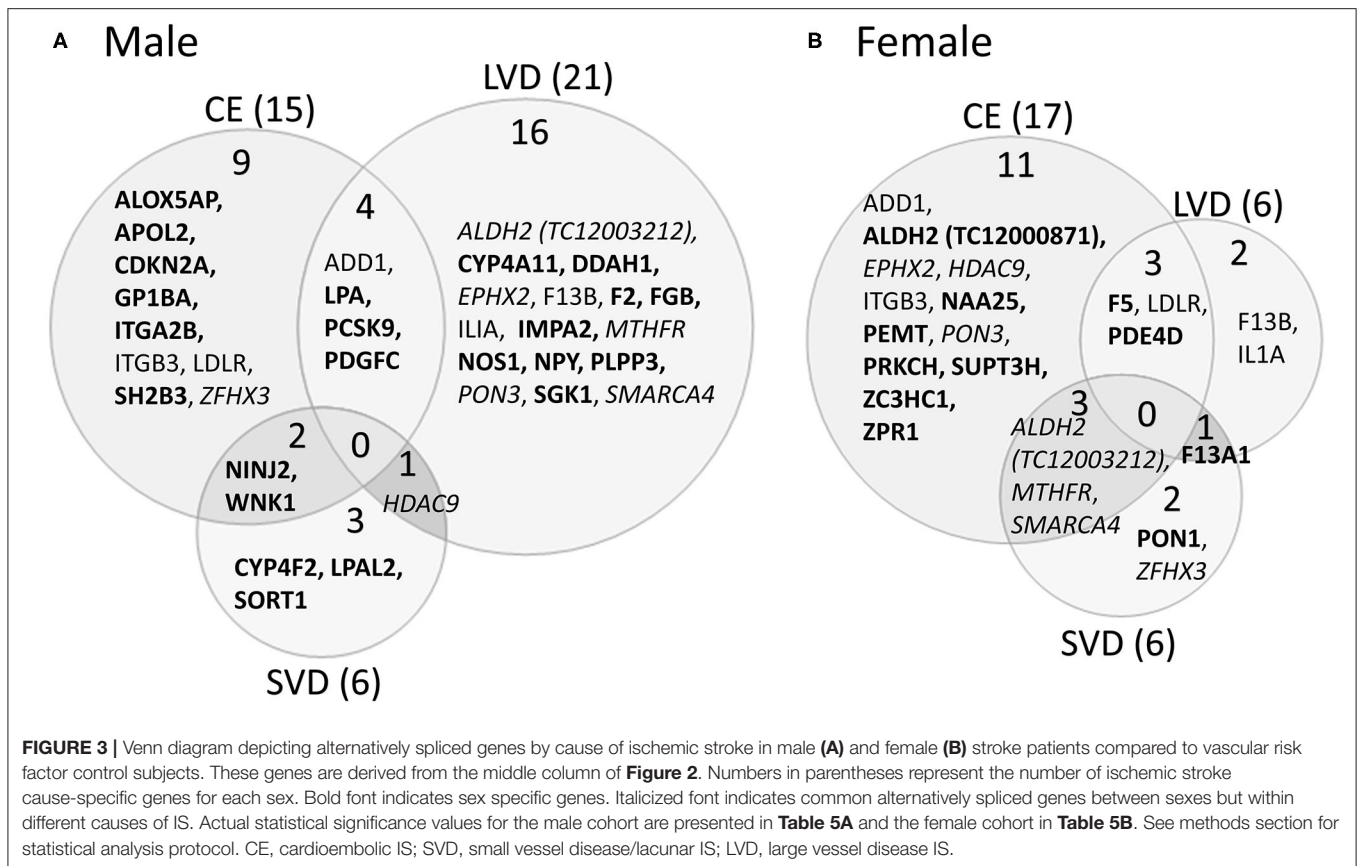 A Male
CE (15)
LVD (21)
9
ALOX5AP,
APOL2,
CDKN2A,
GP1BA,
ITGA2B,
ITGB3, LDLR,
SH2B3, ZFHX3
4
ADD1,
LPA,
PCSK9,
PDGFC
16
ALDH2 (TC12003212),
CYP4A11, DDAH1,
EPHX2, F13B, F2, FGB,
ILIA, IMPA2, MTHFR
NOS1, NPY, PLPP3,
PON3, SGK1, SMARCA4
2
NINJ2,
WNK1
0
1
HDAC9
3
CYP4F2, LPAL2,
SORT1
SVD (6)
B Female
CE (17)
LVD (6)
11
ADD1,
ALDH2 (TC12000871),
EPHX2, HDAC9,
ITGB3, NAA25,
PEMT, PON3,
PRKCH, SUPT3H,
ZC3HC1,
ZPR1
3
F5, LDLR,
PDE4D
2
F13B,
IL1A
3
ALDH2
(TC12003212),
MTHFR,
SMARCA4
0
1
F13A1
2
PON1,
ZFHX3
SVD (6)
FIGURE 3 | Venn diagram depicting alternatively spliced genes by cause of ischemic stroke in male (A) and female (B) stroke patients compared to vascular risk
factor control subjects. These genes are derived from the middle column of Figure 2. Numbers in parentheses represent the number of ischemic stroke
cause-specific genes for each sex. Bold font indicates sex specific genes. Italicized font indicates common alternatively spliced genes between sexes but within
different causes of IS. Actual statistical significance values for the male cohort are presented in Table 5A and the female cohort in Table 5B. See methods section for
statistical analysis protocol. CE, cardioembolic IS; SVD, small vessel disease/lacunar IS; LVD, large vessel disease IS.